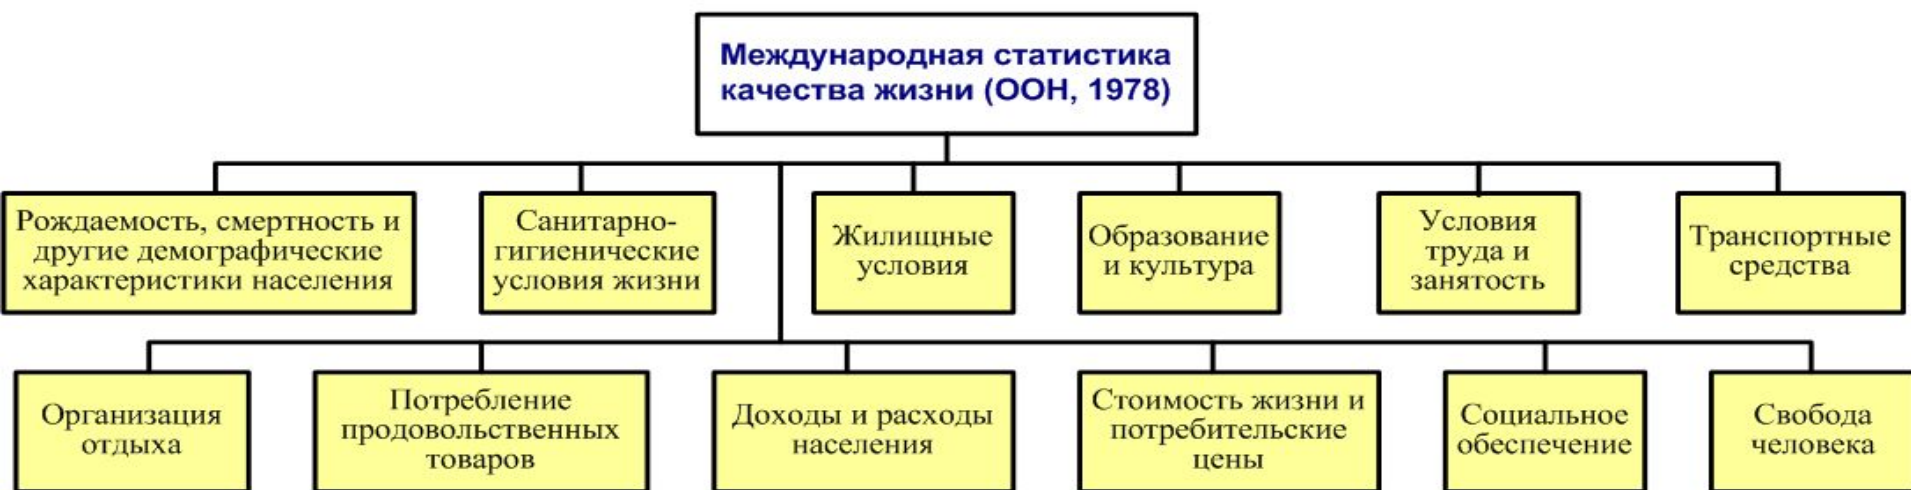 Международная статистика
качества жизни (ООН, 1978)
Рождаемость, смертность и
другие демографические
характеристики населения
Санитарно-
гигиенические
условия жизни
Жилищные
условия
Образование
и культура
Условия
труда и
занятость
Транспортные
средства
Организация
отдыха
Потребление
продовольственных
товаров
Доходы и расходы
населения
Стоимость жизни и
потребительские
цены
Социальное
обеспечение
Свобода
человека